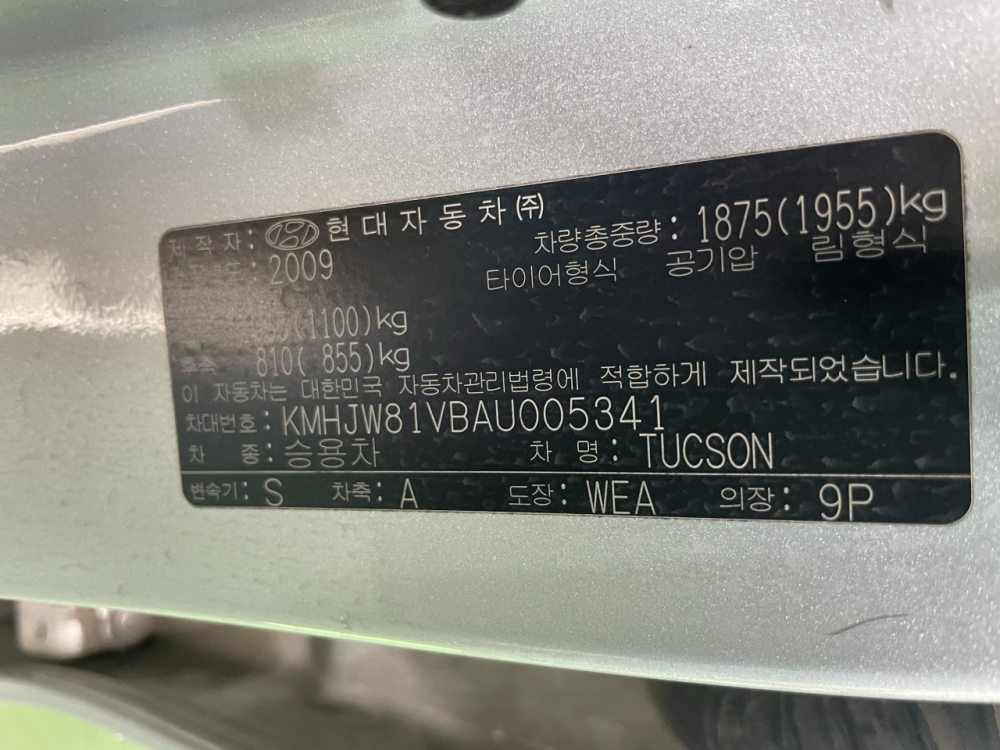 제작자: 현대자동차㈜
차량총중량: 1875(1955)kg
: 2009
타이어형식 공기압 림형식
(1100)kg
후축 810( 855)kg
이 자동차는 대한민국 자동차관리법령에 적합하게 제작되었습니다.
차대번호: KMHJW81VBAU005341
차 종: 승용차 차 명: TUCSON
변속기: S 차축: A 도장: WEA 의장: 9P